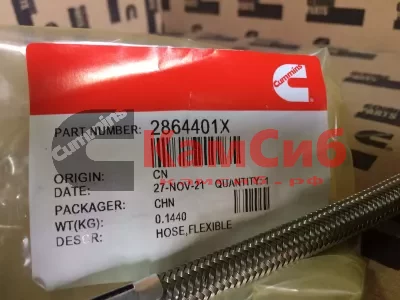 Cummins
PART NUMBER: 2864401X
Cummins
КамСиб
ORIGIN: CN
DATE: 27-NOV-21 QUANTITY: 1
PACKAGER: CHN
WT(KG): 0.1440
DESCR: HOSE,FLEXIBLE
PARTS